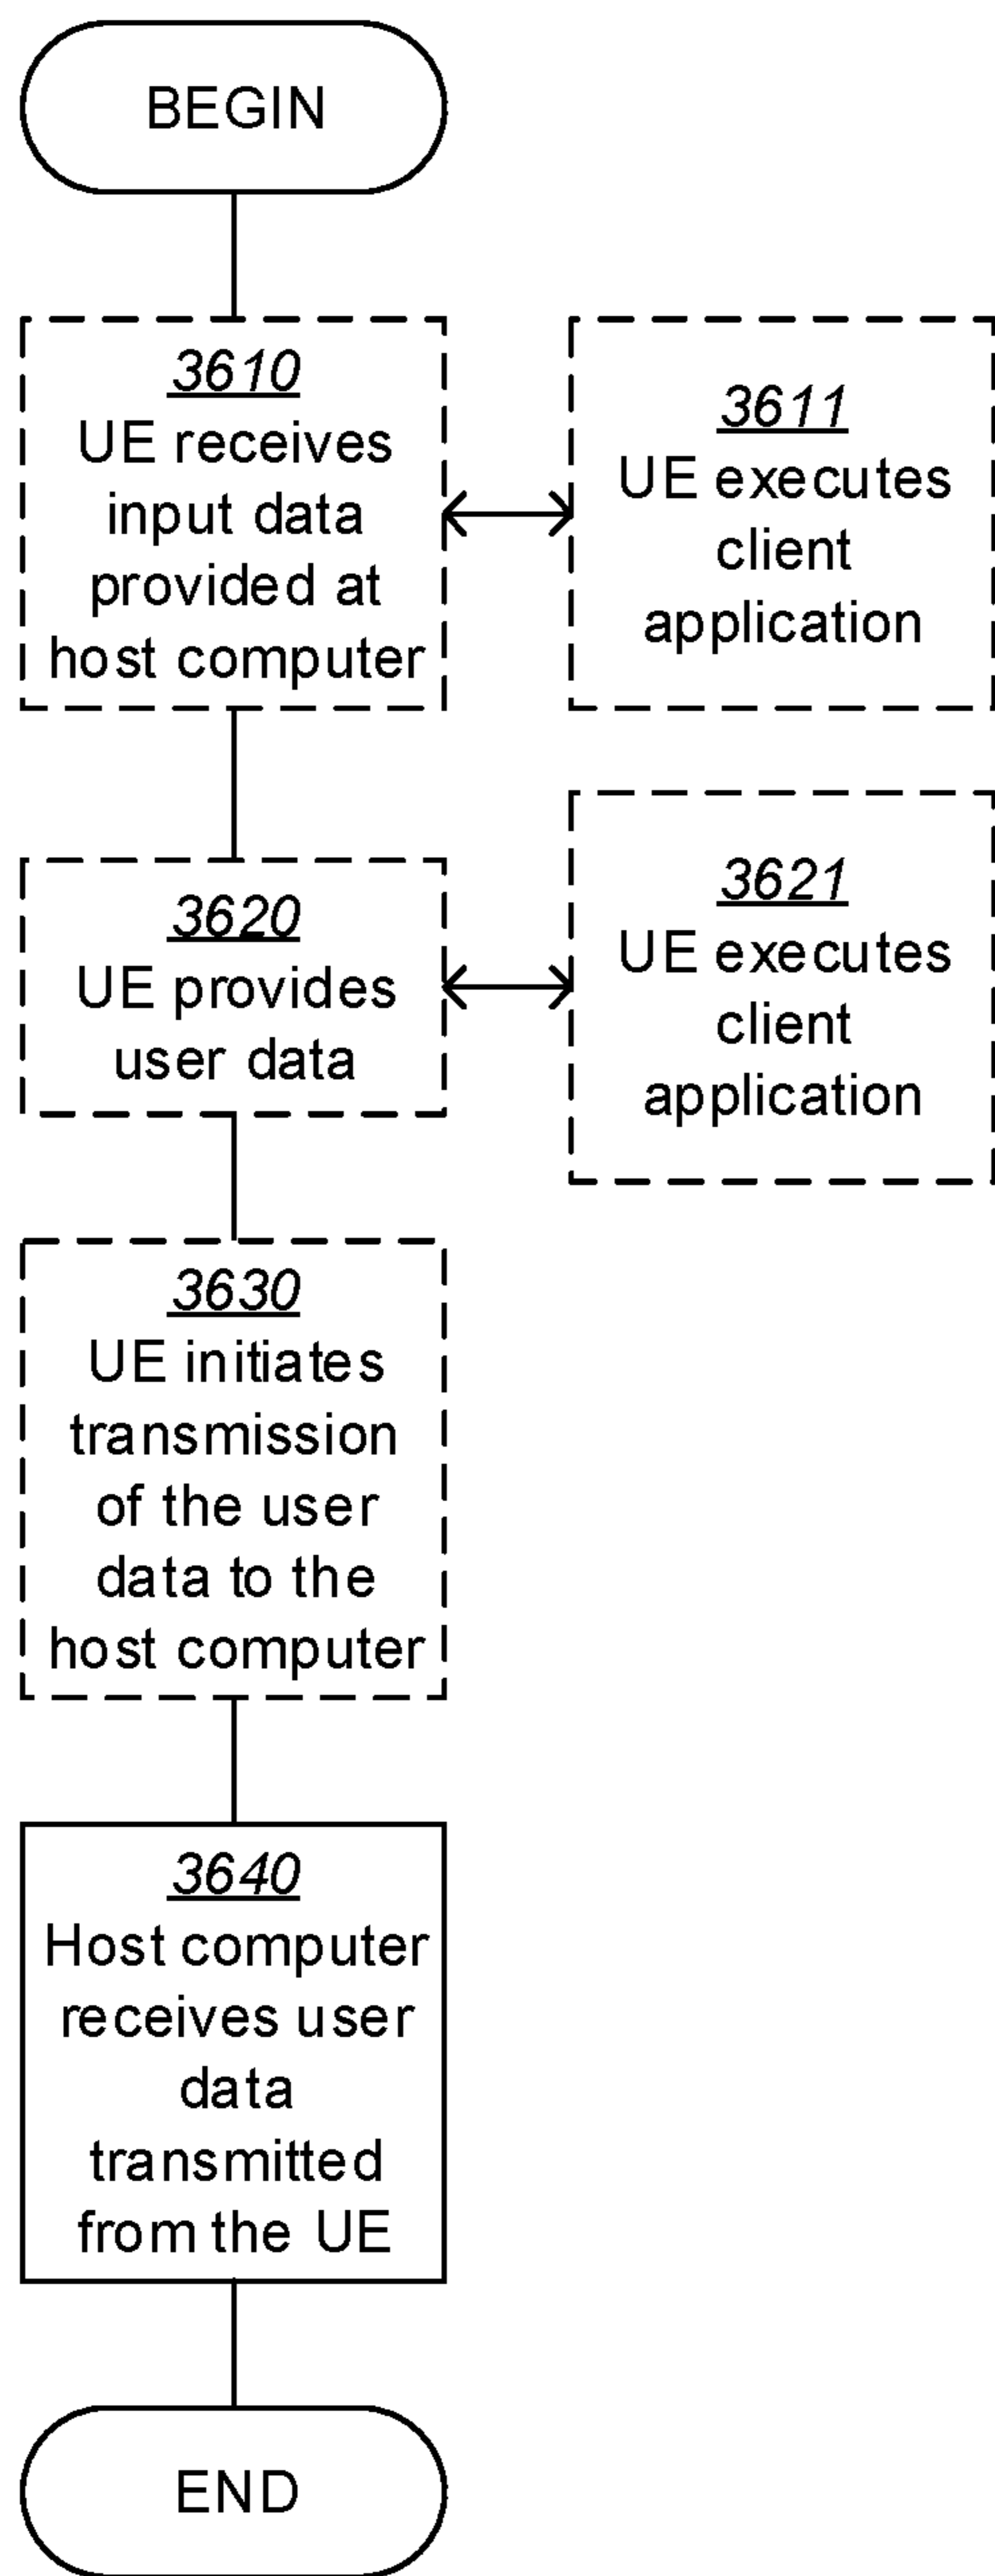 BEGIN
3610
UE receives
input data
provided at
host computer
3611
UE executes
client
application
3620
UE provides
user data
3621
UE executes
client
application
3630
UE initiates
transmission
of the user
data to the
host computer
3640
Host computer
receives user
data
transmitted
from the UE
END